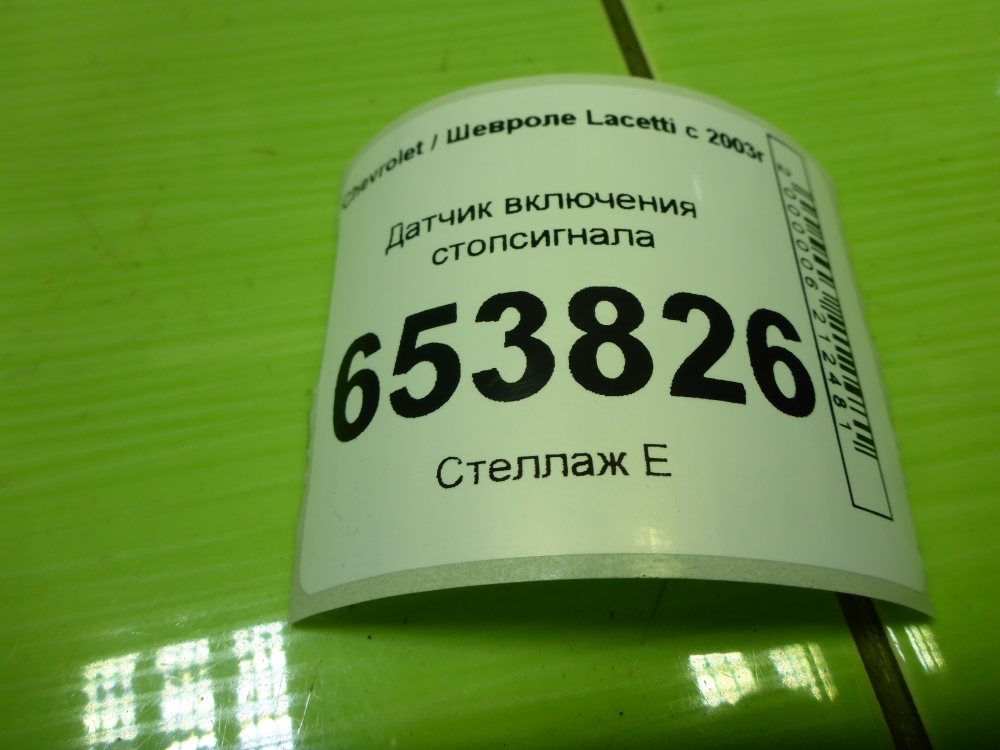 Chevrolet / Шевроле Lacetti с 2003г
Датчик включения
стопсигнала
653826
Стеллаж Е
2000006212481